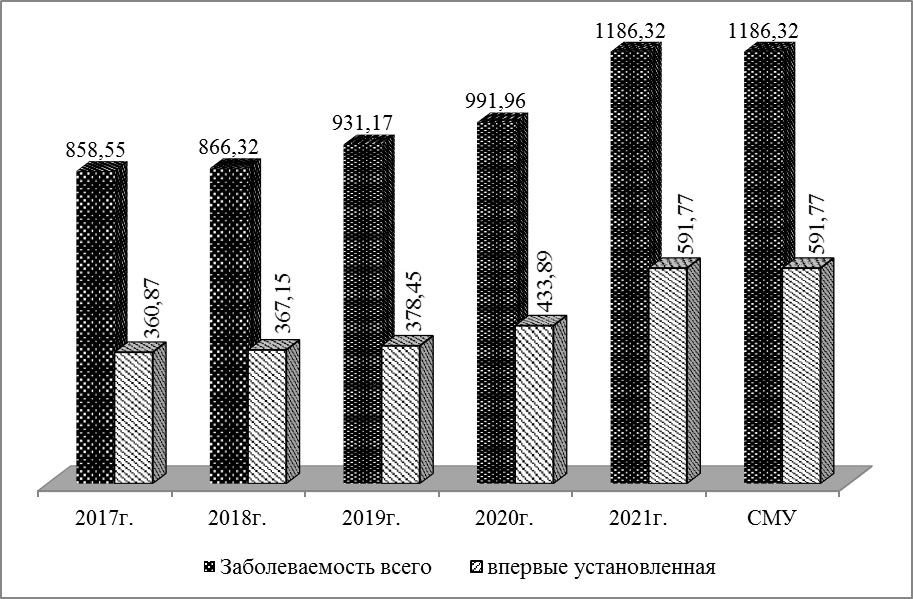 1186,32 1186,32
991,96
931,17
858,55 866,32
591,77 591,77
433,89
360,87 367,15 378,45
2017г. 2018г. 2019г. 2020г. 2021г. СМУ
Заболеваемость всего впервые установленная